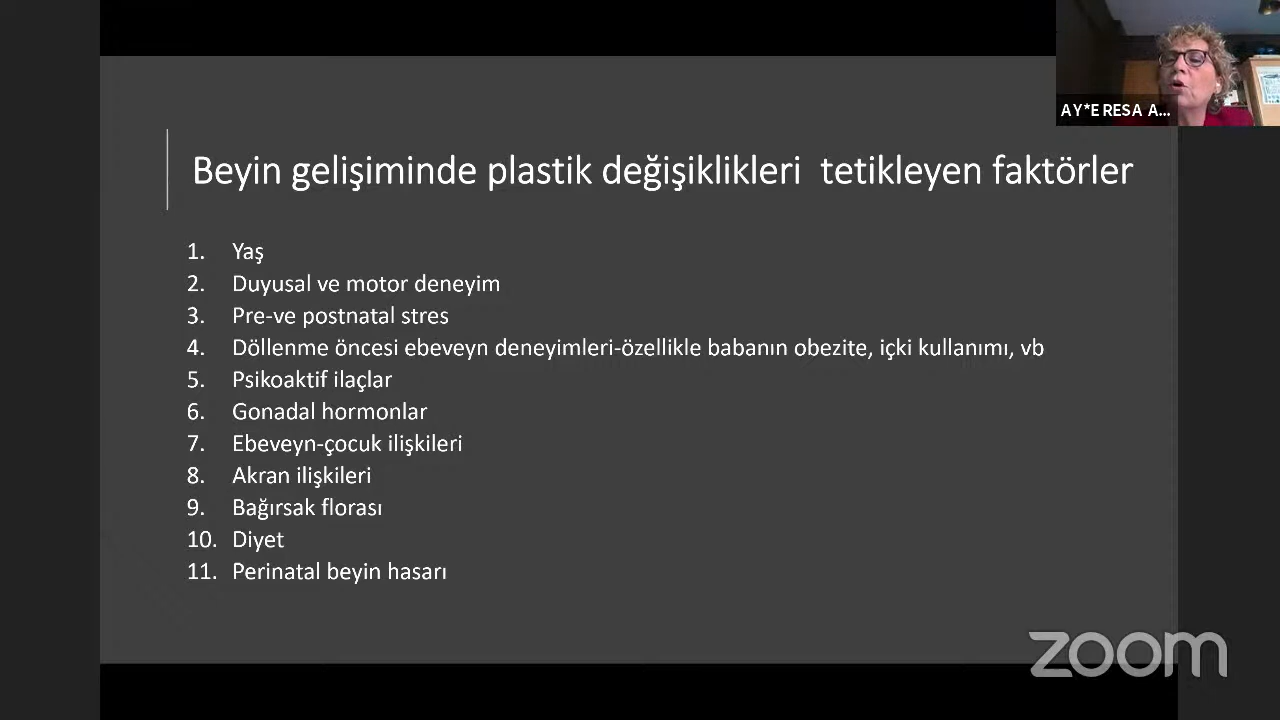 AY*E RESA A...
Beyin gelişiminde plastik değişiklikleri tetikleyen faktörler
1. Yaş
2. Duyusal ve motor deneyim
3. Pre-ve postnatal stres
4. Döllenme öncesi ebeveyn deneyimleri-özellikle babanın obezite, içki kullanımı, vb
5. Psikoaktif ilaçlar
6. Gonadal hormonlar
7. Ebeveyn-çocuk ilişkileri
8. Akran ilişkileri
9. Bağırsak florası
10. Diyet
11. Perinatal beyin hasarı
zoom